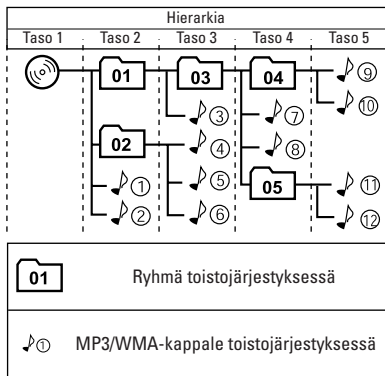 Hierarkia
Taso 1 Taso 2 Taso 3 Taso 4 Taso 5
01 03 04 ⑨
⑩
③ ⑦
02 ④ ⑧
① ⑤ 05 ⑪
② ⑥ ⑫
01 Ryhmä toistojärjestyksessä
① MP3/WMA-kappale toistojärjestyksessä